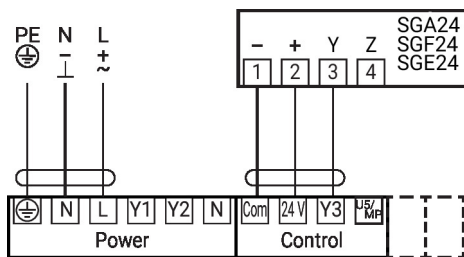 PE N L
− +
⊥ ~
SGA24
SGF24
SGE24
− + Y Z
1 2 3 4
N L Y1 Y2 N Com 24 V Y3 U5/
MP
Power Control